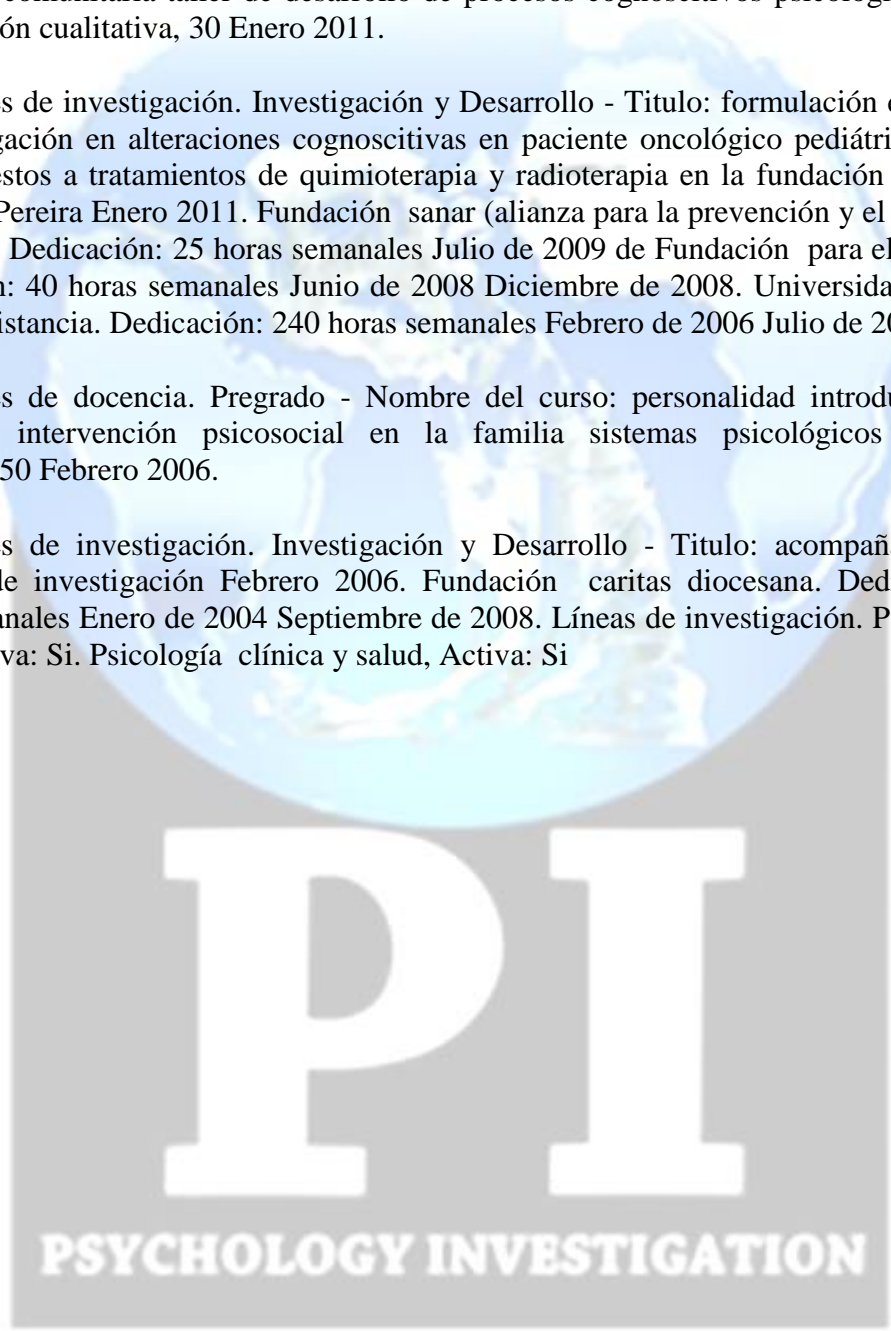 comunitaria taller de desarrollo de procesos cognoscitivos psicolog
ón cualitativa, 30 Enero 2011.
es de investigación. Investigación y Desarrollo - Titulo: formulación
gación en alteraciones cognoscitivas en paciente oncológico pediátri
estos a tratamientos de quimioterapia y radioterapia en la fundación
Pereira Enero 2011. Fundación sanar (alianza para la prevención y el
Dedicación: 25 horas semanales Julio de 2009 de Fundación para el
n: 40 horas semanales Junio de 2008 Diciembre de 2008. Universida
istancia. Dedicación: 240 horas semanales Febrero de 2006 Julio de 20
es de docencia. Pregrado - Nombre del curso: personalidad introdu
intervención psicosocial en la familia sistemas psicológicos
50 Febrero 2006.
es de investigación. Investigación y Desarrollo - Titulo: acompaña
de investigación Febrero 2006. Fundación caritas diocesana. Ded
anales Enero de 2004 Septiembre de 2008. Líneas de investigación. P
va: Si. Psicología clínica y salud, Activa: Si
PI
PSYCHOLOGY INVESTIGATION